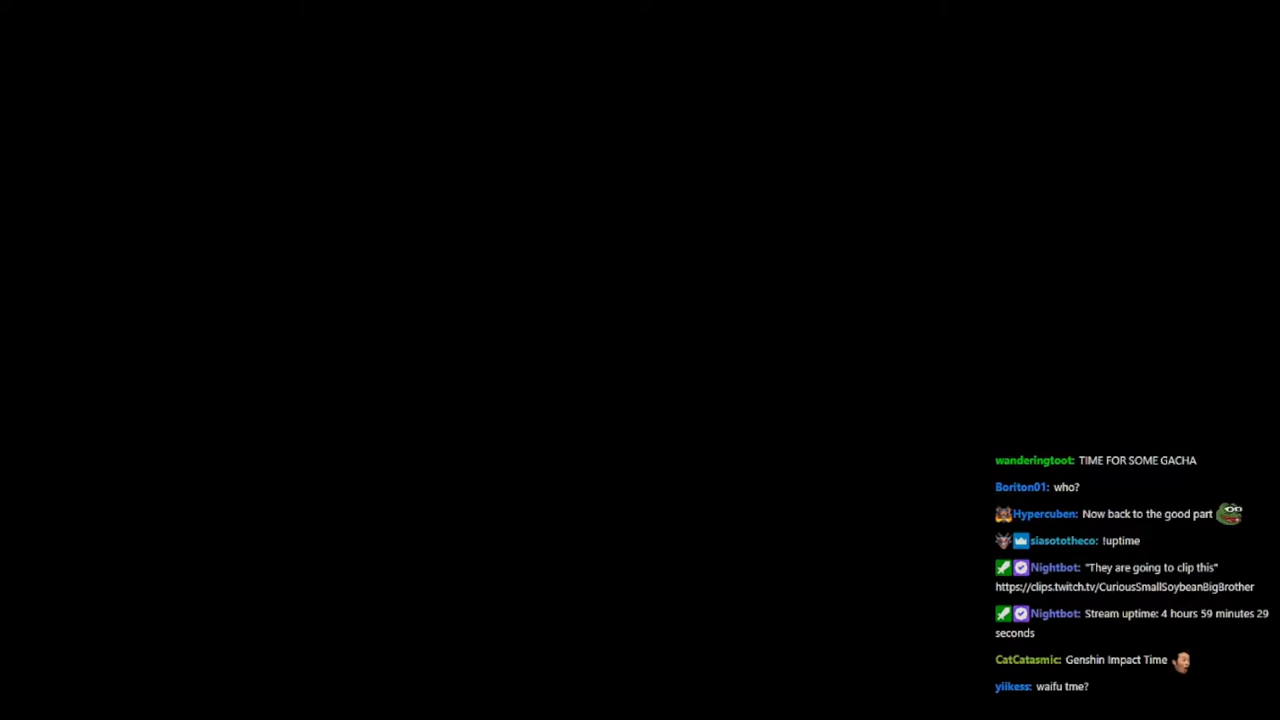 wanderingtoot: TIME FOR SOME GACHA
Boriton01: who?
Hypercuben: Now back to the good part
siasototheco: !uptime
Nightbot: "They are going to clip this"
https://clips.twitch.tv/CuriousSmallSoybeanBigBrother
Nightbot: Stream uptime: 4 hours 59 minutes 29
seconds
CatCatasmic: Genshin Impact Time
yiikess: waifu tme?